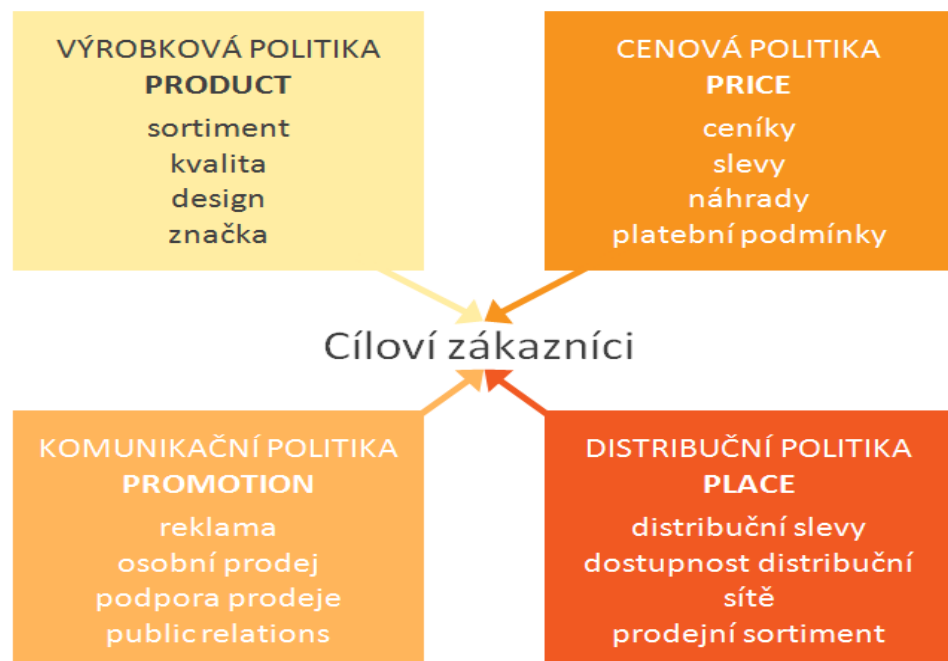 VÝROBKOVÁ POLITIKA
PRODUCT
sortiment
kvalita
design
značka
CENOVÁ POLITIKA
PRICE
ceníky
slevy
náhrady
platební podmínky
Cíloví zákazníci
KOMUNIKAČNÍ POLITIKA
PROMOTION
reklama
osobní prodej
podpora prodeje
public relations
DISTRIBUČNÍ POLITIKA
PLACE
distribuční slevy
dostupnost distribuční
sítě
prodejní sortiment